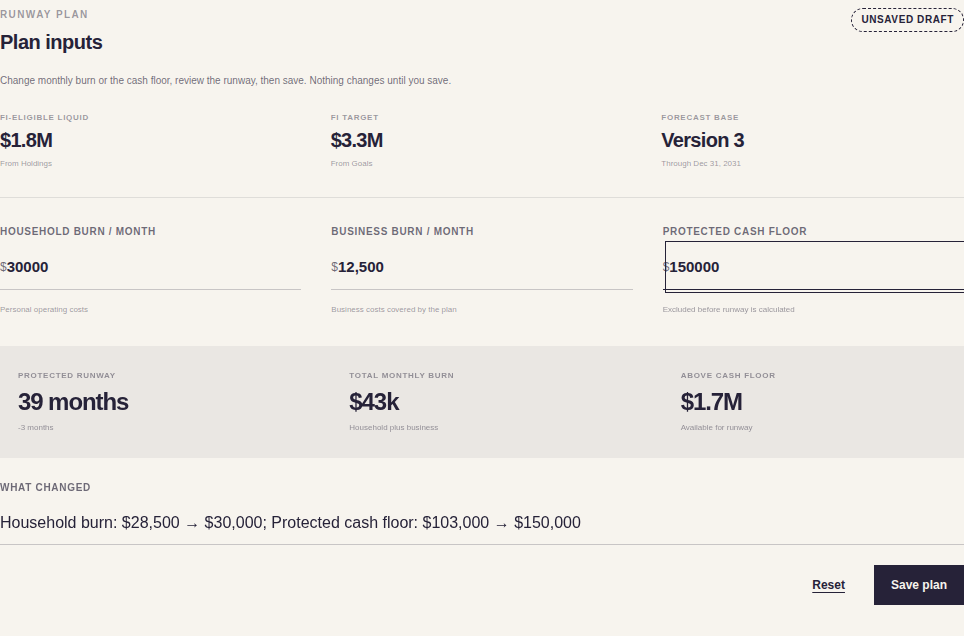 RUNWAY PLAN
UNSAVED DRAFT
Plan inputs
Change monthly burn or the cash floor, review the runway, then save. Nothing changes until you save.
FI-ELIGIBLE LIQUID
$1.8M
From Holdings
FI TARGET
$3.3M
From Goals
FORECAST BASE
Version 3
Through Dec 31, 2031
HOUSEHOLD BURN / MONTH
$30000
Personal operating costs
BUSINESS BURN / MONTH
$12,500
Business costs covered by the plan
PROTECTED CASH FLOOR
$150000
Excluded before runway is calculated
PROTECTED RUNWAY
39 months
-3 months
TOTAL MONTHLY BURN
$43k
Household plus business
ABOVE CASH FLOOR
$1.7M
Available for runway
WHAT CHANGED
Household burn: $28,500 → $30,000; Protected cash floor: $103,000 → $150,000
Reset
Save plan